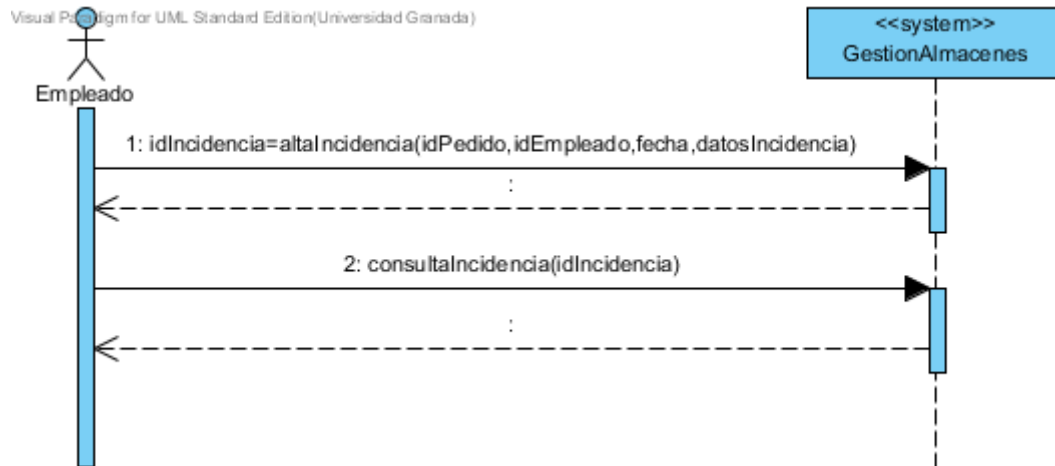 Visual Paradigm for UML Standard Edition(Universidad Granada)
<<system>>
GestionAlmacenes
Empleado
1: idIncidencia=altaIncidencia(idPedido,idEmpleado,fecha,datosIncidencia)
:
2: consultaIncidencia(idIncidencia)
: